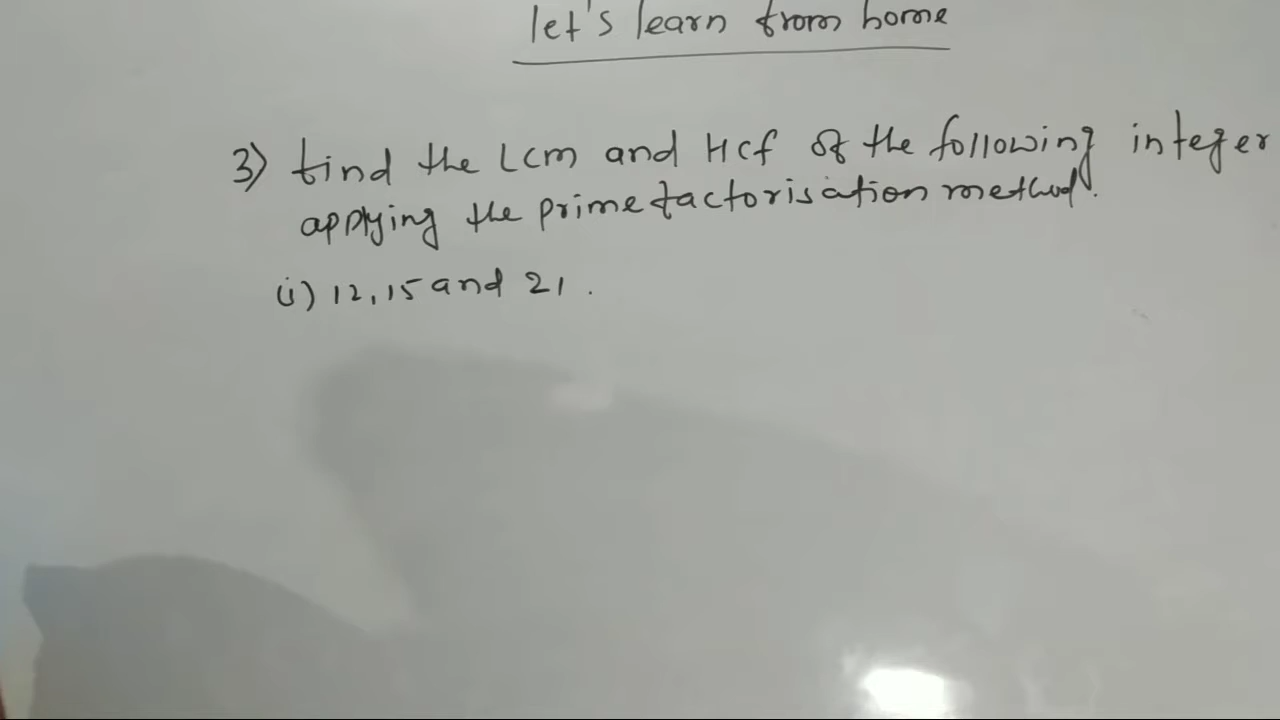 let's learn from home
3) find the LCM and HCF of the following integer
applying the prime factorisation method.
(i) 12, 15 and 21.